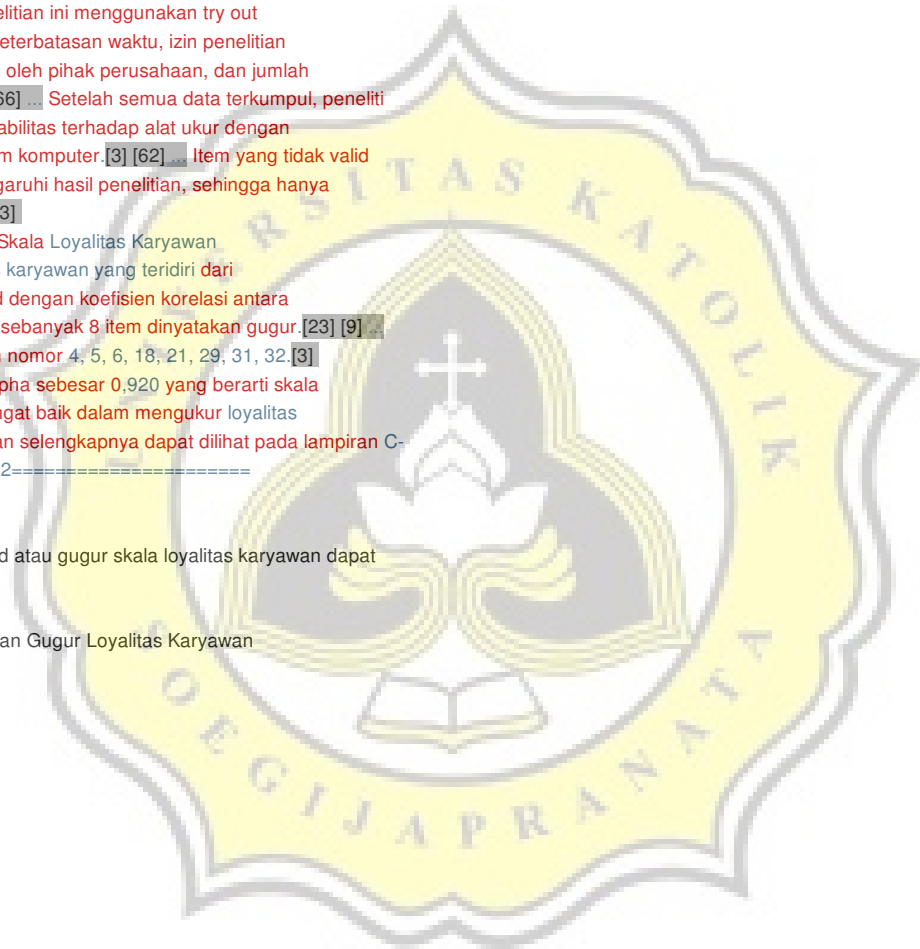 elitian ini menggunakan try out
eterbatasan waktu, izin penelitian
oleh pihak perusahaan, dan jumlah
66] ... Setelah semua data terkumpul, peneliti
abilitas terhadap alat ukur dengan
m komputer.[3] [62] ... Item yang tidak valid
garuhi hasil penelitian, sehingga hanya
3]
Skala Loyalitas Karyawan
karyawan yang teridiri dari
d dengan koefisien korelasi antara
sebanyak 8 item dinyatakan gugur.[23] [9] ...
nomor 4, 5, 6, 18, 21, 29, 31, 32.[3]
pha sebesar 0,920 yang berarti skala
ngat baik dalam mengukur loyalitas
an selengkapnya dapat dilihat pada lampiran C-
2======================
d atau gugur skala loyalitas karyawan dapat
an Gugur Loyalitas Karyawan
UNIVERSITAS KATOLIK
SOEGIJAPRANATA